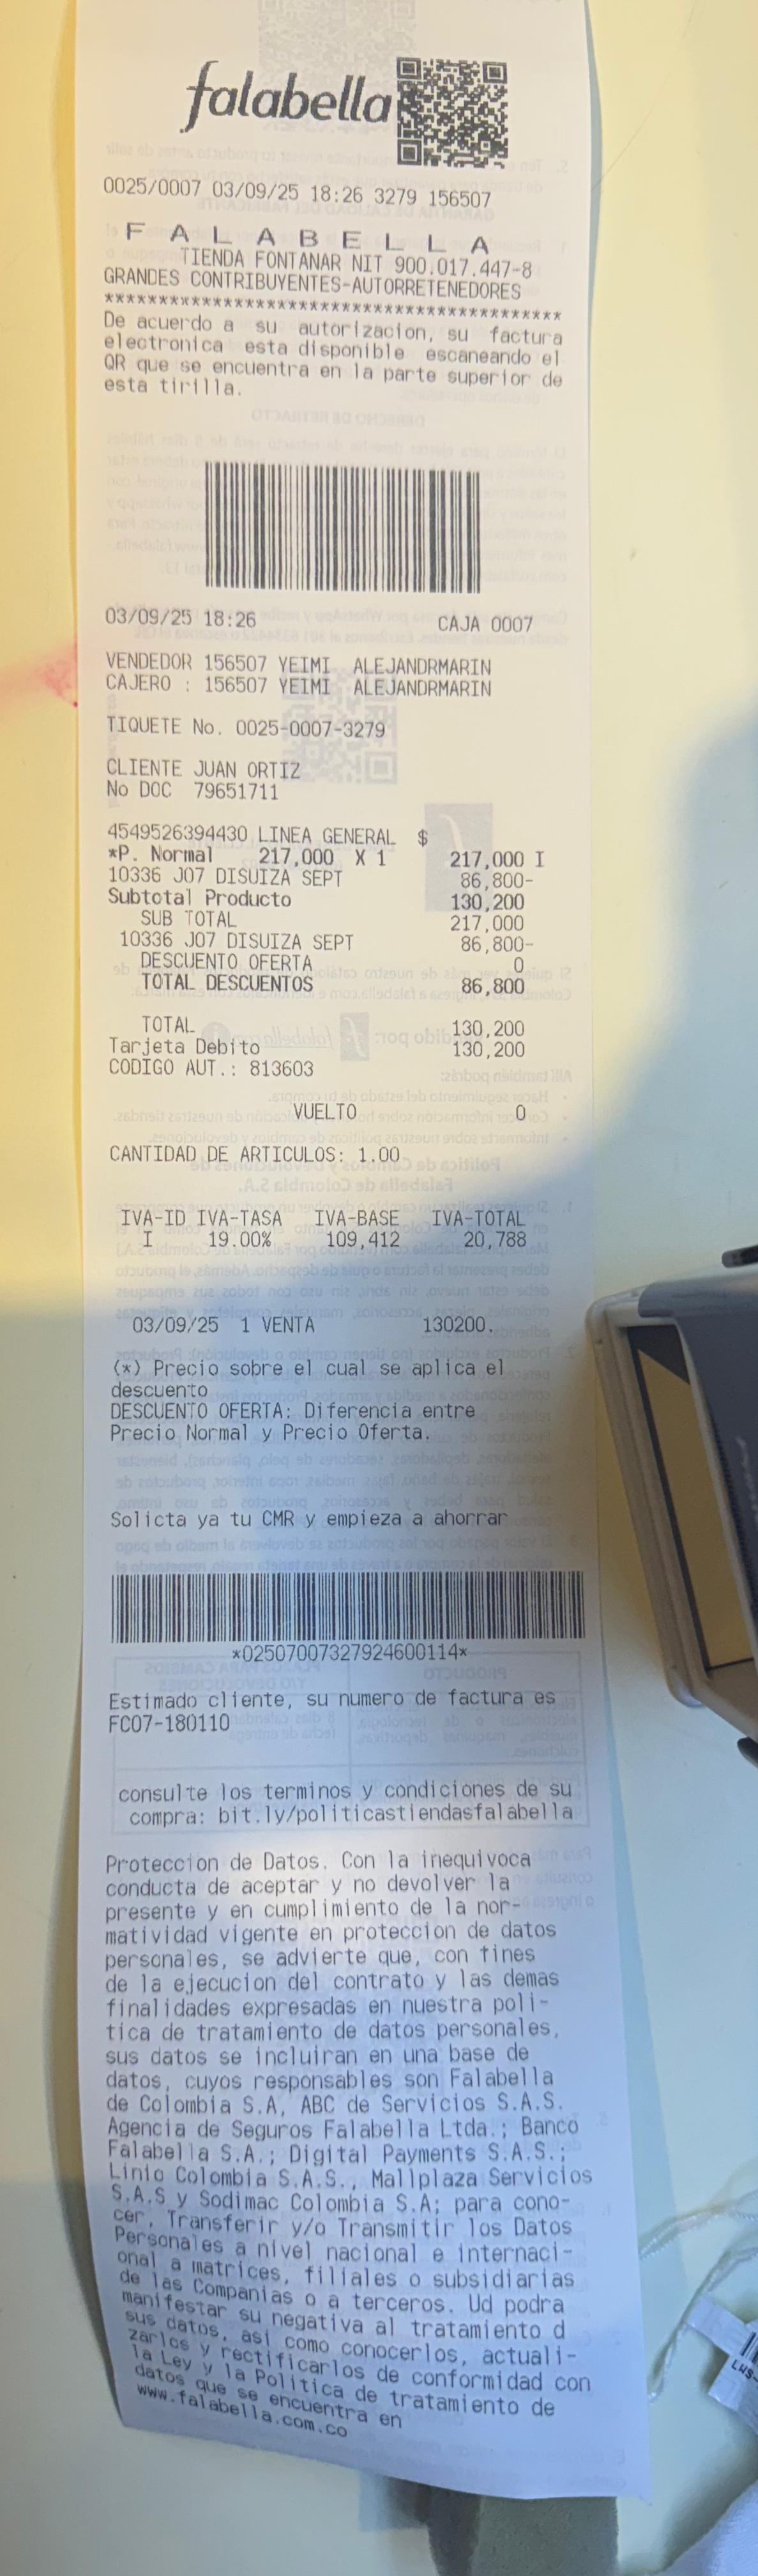 falabella
0025/0007 03/09/25 18:26 3279 156507
F A L A B E L L A
TIENDA FONTANAR NIT 900.017.447-8
GRANDES CONTRIBUYENTES-AUTORRETENEDORES
******************************************
De acuerdo a su autorizacion, su factura
electronica esta disponible escaneando el
QR que se encuentra en la parte superior de
esta tirilla.
03/09/25 18:26 CAJA 0007
VENDEDOR 156507 YEIMI ALEJANDRMARIN
CAJERO : 156507 YEIMI ALEJANDRMARIN
TIQUETE No. 0025-0007-3279
CLIENTE JUAN ORTIZ
No DOC 79651711
4549526394430 LINEA GENERAL $
*P. Normal 217,000 X 1 217,000 I
10336 J07 DISUIZA SEPT 86,800-
Subtotal Producto 130,200
SUB TOTAL 217,000
10336 J07 DISUIZA SEPT 86,800-
DESCUENTO OFERTA 0
TOTAL DESCUENTOS 86,800
TOTAL 130,200
Tarjeta Debito 130,200
CODIGO AUT.: 813603
VUELTO 0
CANTIDAD DE ARTICULOS: 1.00
IVA-ID IVA-TASA IVA-BASE IVA-TOTAL
I 19.00% 109,412 20,788
03/09/25 1 VENTA 130200.
(*) Precio sobre el cual se aplica el
descuento
DESCUENTO OFERTA: Diferencia entre
Precio Normal y Precio Oferta.
Solicta ya tu CMR y empieza a ahorrar
*02507007327924600114*
Estimado cliente, su numero de factura es
FC07-180110
consulte los terminos y condiciones de su
compra: bit.ly/politicastiendasfalabella
Proteccion de Datos. Con la inequivoca
conducta de aceptar y no devolver la
presente y en cumplimiento de la nor-
matividad vigente en proteccion de datos
personales, se advierte que, con fines
de la ejecucion del contrato y las demas
finalidades expresadas en nuestra poli-
tica de tratamiento de datos personales,
sus datos se incluiran en una base de
datos, cuyos responsables son Falabella
de Colombia S.A, ABC de Servicios S.A.S.
Agencia de Seguros Falabella Ltda.; Banco
Falabella S.A.; Digital Payments S.A.S.;
Linio Colombia S.A.S., Mallplaza Servicios
S.A.S y Sodimac Colombia S.A; para cono-
cer, Transferir y/o Transmitir los Datos
Personales a nivel nacional e internaci-
onal a matrices, filiales o subsidiarias
de las Companias o a terceros. Ud podra
manifestar su negativa al tratamiento d
sus datos, asi como conocerlos, actuali-
zarlos y rectificarlos de conformidad con
la Ley y la Politica de tratamiento de
datos que se encuentra en
www.falabella.com.co